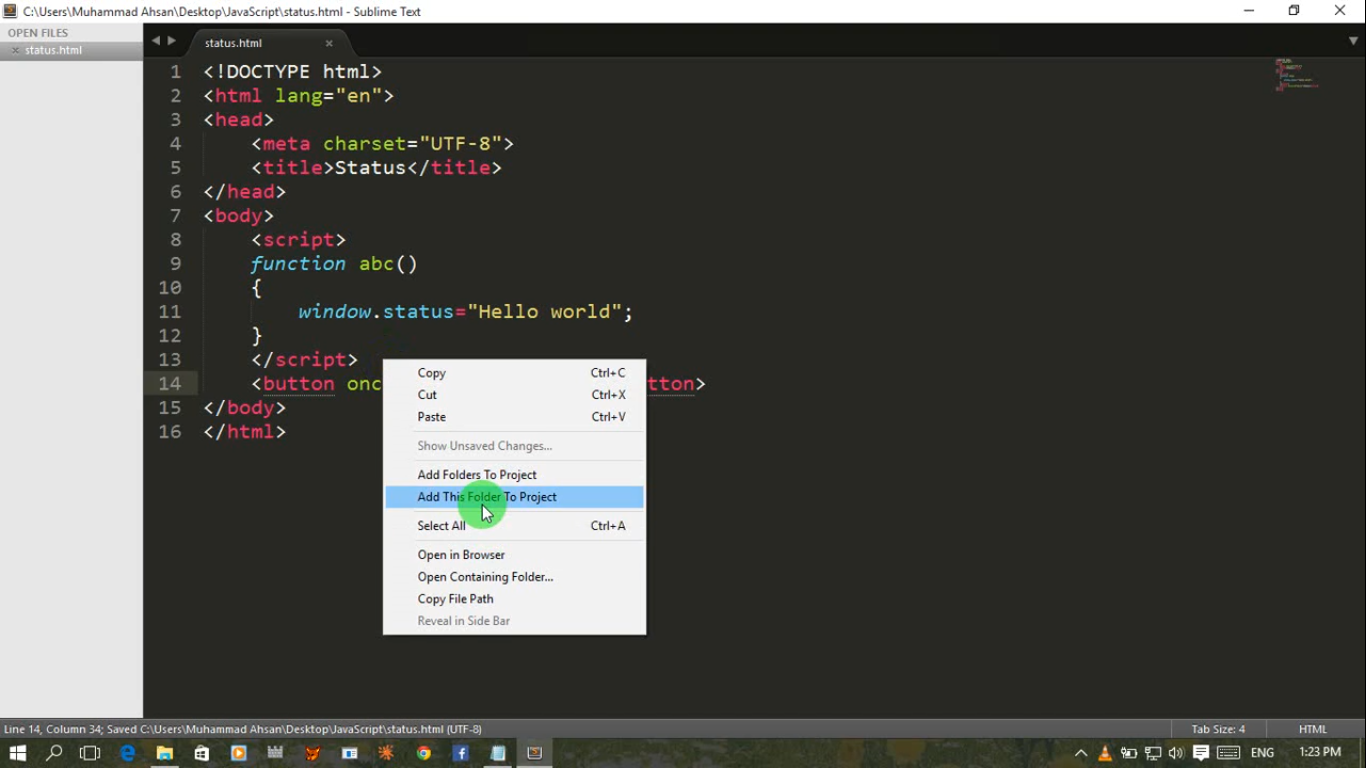 C:\Users\Muhammad Ahsan\Desktop\JavaScript\status.html - Sublime Text
OPEN FILES
status.html
status.html
1 <!DOCTYPE html>
2 <html lang="en">
3 <head>
4 <meta charset="UTF-8">
5 <title>Status</title>
6 </head>
7 <body>
8 <script>
9 function abc()
10 {
11 window.status="Hello world";
12 }
13 </script>
14 <button onc tton>
15 </body>
16 </html>
Copy Ctrl+C
Cut Ctrl+X
Paste Ctrl+V
Show Unsaved Changes...
Add Folders To Project
Add This Folder To Project
Select All Ctrl+A
Open in Browser
Open Containing Folder...
Copy File Path
Reveal in Side Bar
Line 14, Column 34; Saved C:\Users\Muhammad Ahsan\Desktop\JavaScript\status.html (UTF-8) Tab Size: 4 HTML
ENG 1:23 PM